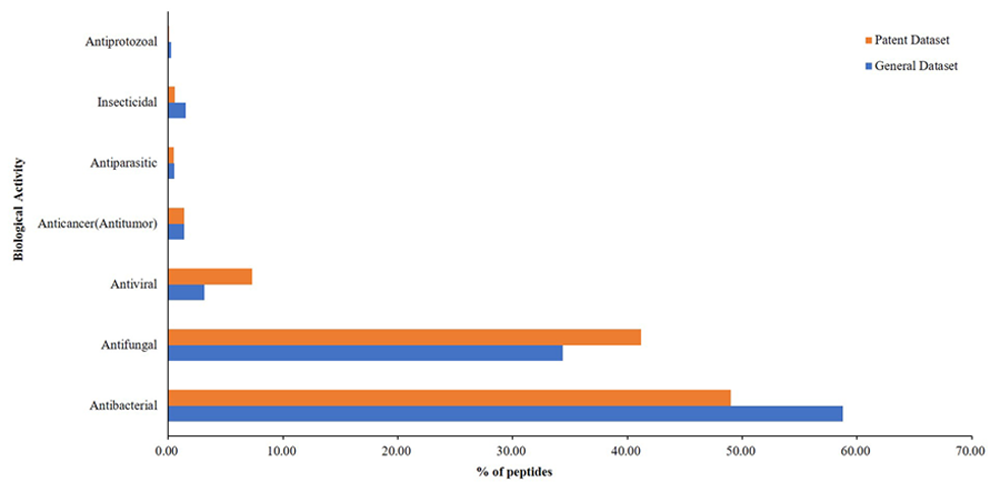 Patent Dataset
General Dataset
Biological Activity
Antiprotozoal
Insecticidal
Antiparasitic
Anticancer(Antitumor)
Antiviral
Antifungal
Antibacterial
0.00 10.00 20.00 30.00 40.00 50.00 60.00 70.00
% of peptides